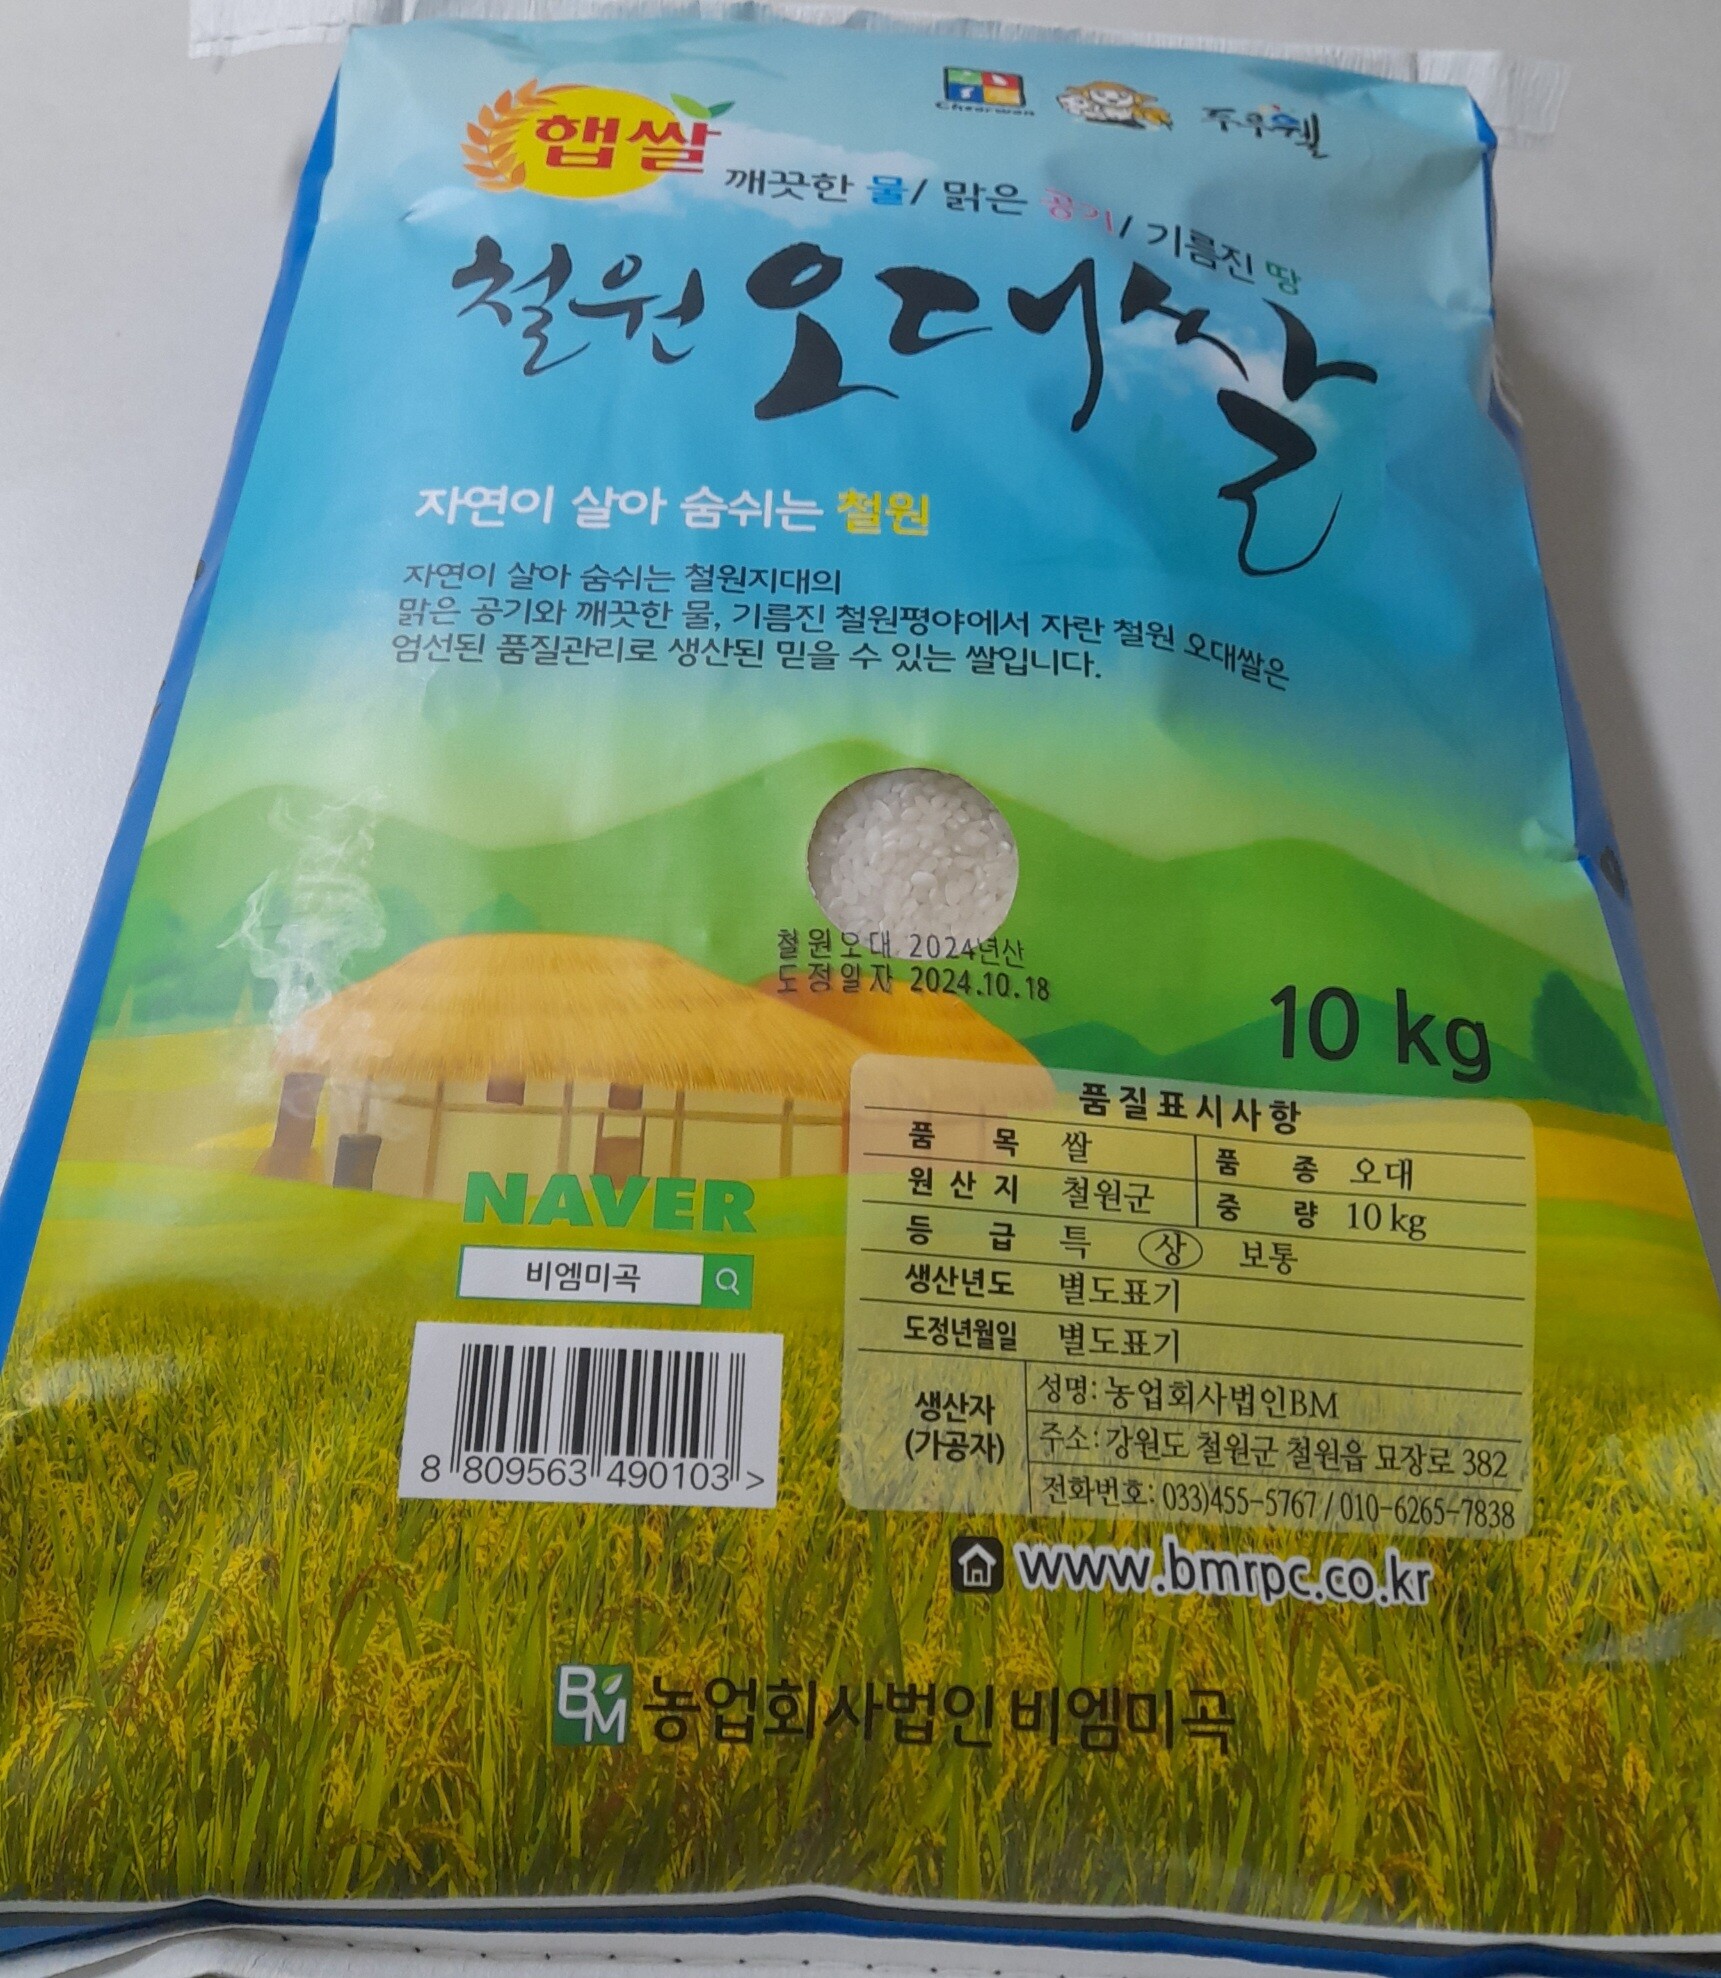 Cheorwon
두루웰
햅쌀
깨끗한 물/ 맑은 공기/ 기름진 땅
철원오대쌀
자연이 살아 숨쉬는 철원
자연이 살아 숨쉬는 철원지대의
맑은 공기와 깨끗한 물, 기름진 철원평야에서 자란 철원 오대쌀은
엄선된 품질관리로 생산된 믿을 수 있는 쌀입니다.
철원오대 2024년산
도정일자 2024.10.18
10 kg
품질표시사항
품 목 쌀 품 종 오대
원산지 철원군 중 량 10 kg
등 급 특 상 보통
생산년도 별도표기
도정년월일 별도표기
생산자
(가공자)
성명: 농업회사법인BM
주소: 강원도 철원군 철원읍 묘장로 382
전화번호: 033)455-5767 / 010-6265-7838
NAVER
비엠미곡
8 809563 490103 >
www.bmrpc.co.kr
BM 농업회사법인 비엠미곡